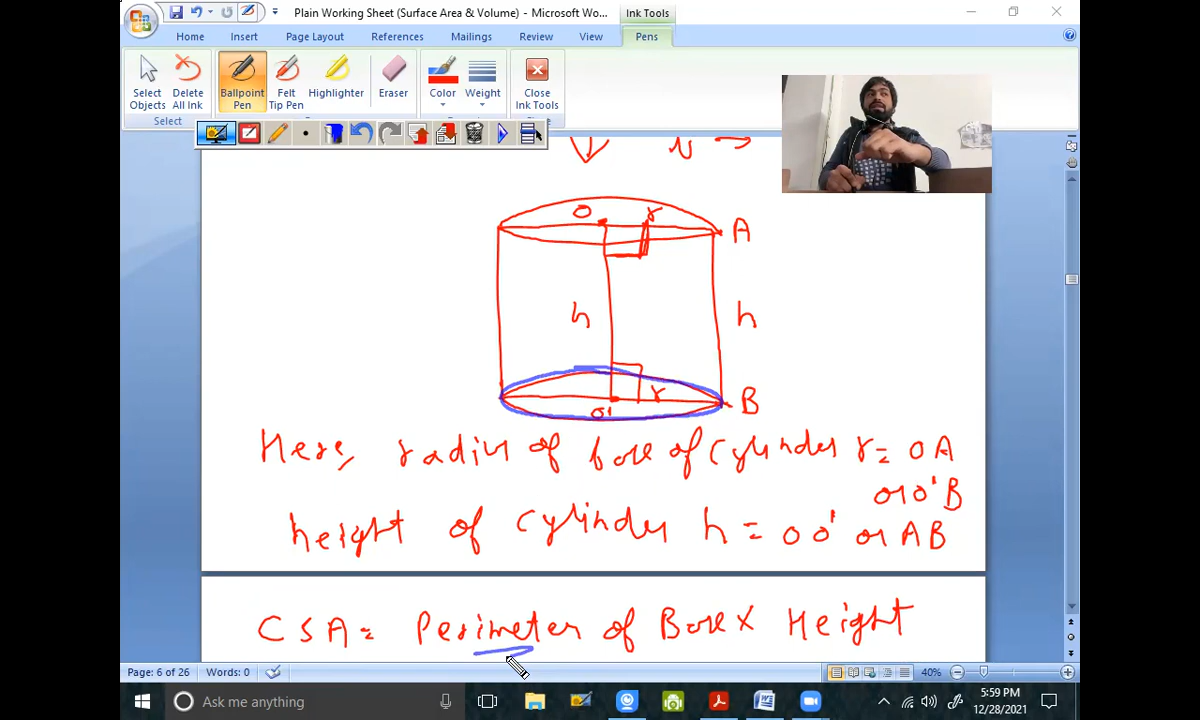 Plain Working Sheet (Surface Area & Volume) - Microsoft Wo...
Ink Tools
Home Insert Page Layout References Mailings Review View Pens
Select Objects
Delete All Ink
Ballpoint Pen
Felt Tip Pen
Highlighter
Eraser
Color
Weight
Close Ink Tools
Select
Close
O r A
h h
O' r B
Here, radius of base of cylinder r = OA
or O'B
height of cylinder h = OO' or AB
CSA = Perimeter of Base X Height
Page: 6 of 26 Words: 0 40%
Ask me anything
5:59 PM
12/28/2021